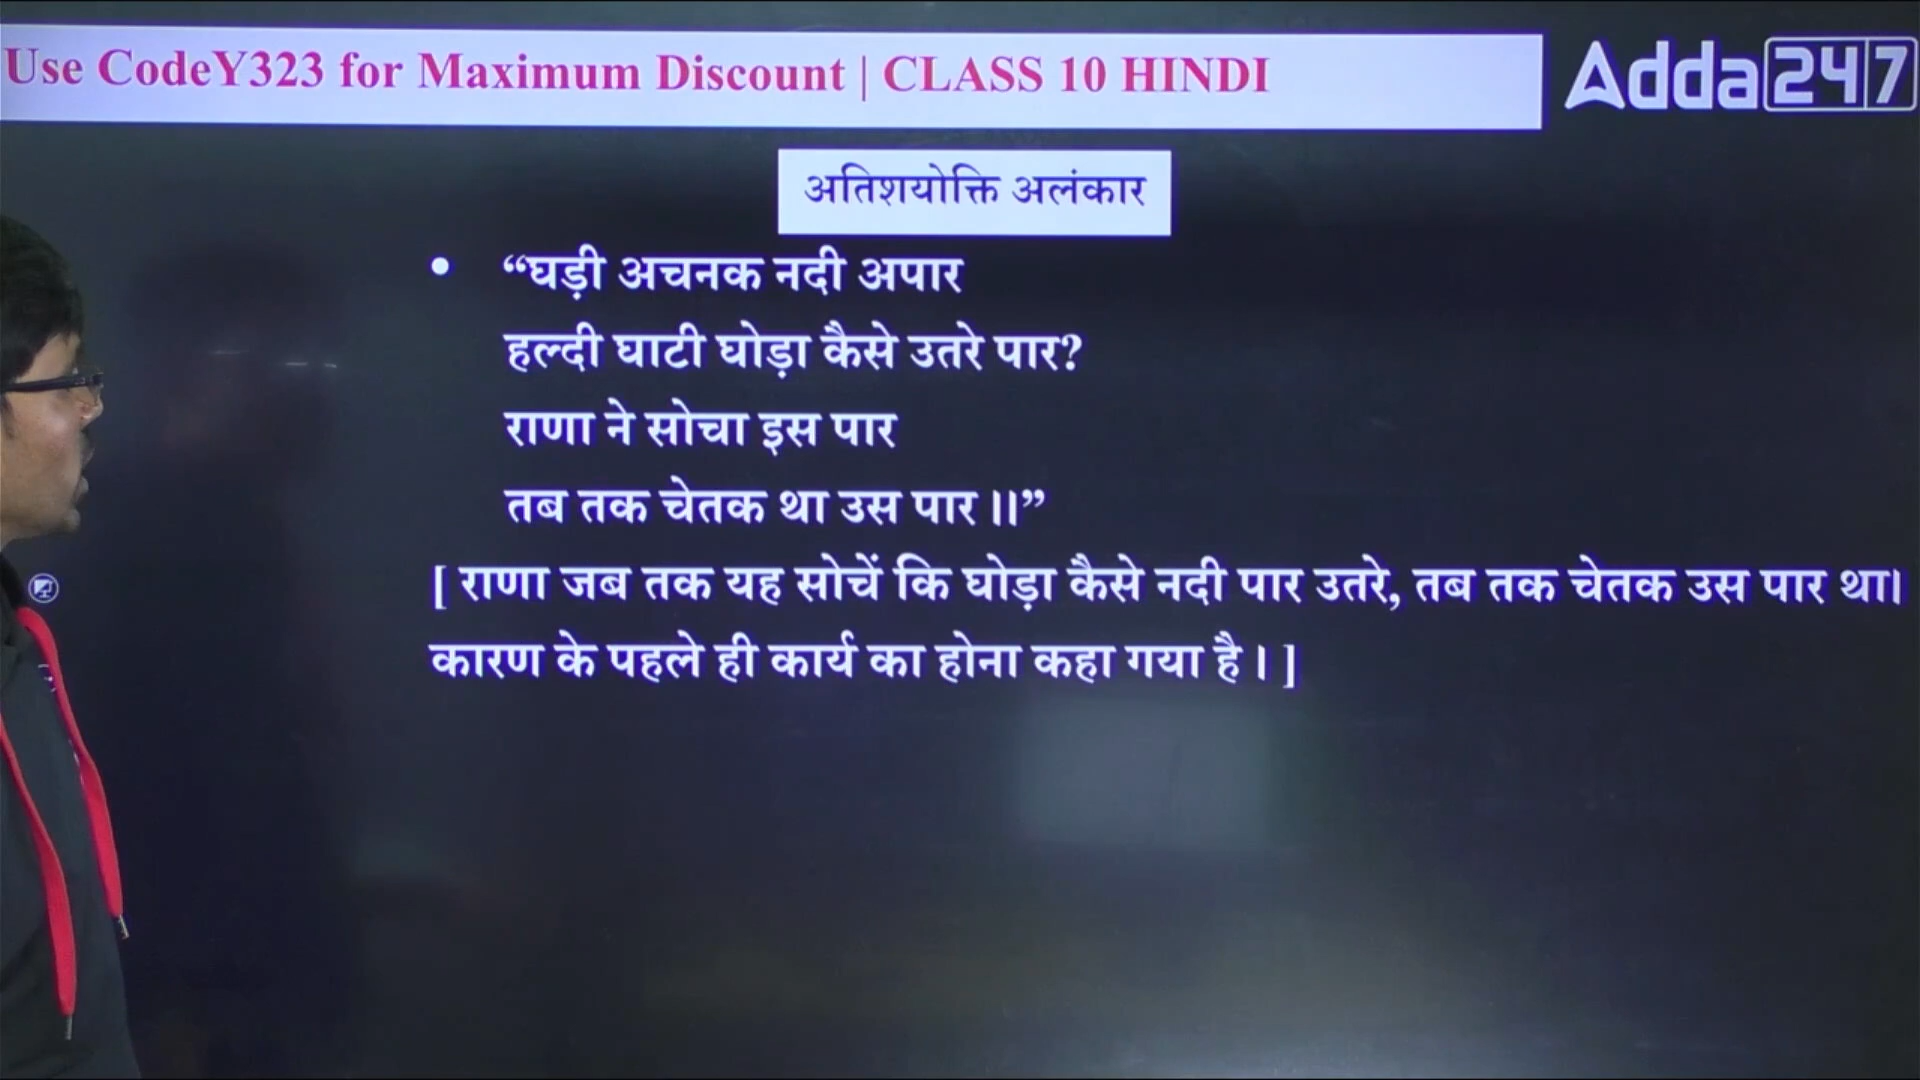 Use CodeY323 for Maximum Discount | CLASS 10 HINDI
Adda247
अतिशयोक्ति अलंकार
• “घड़ी अचनक नदी अपार
हल्दी घाटी घोड़ा कैसे उतरे पार?
राणा ने सोचा इस पार
तब तक चेतक था उस पार ।।”
[ राणा जब तक यह सोचें कि घोड़ा कैसे नदी पार उतरे, तब तक चेतक उस पार था।
कारण के पहले ही कार्य का होना कहा गया है । ]